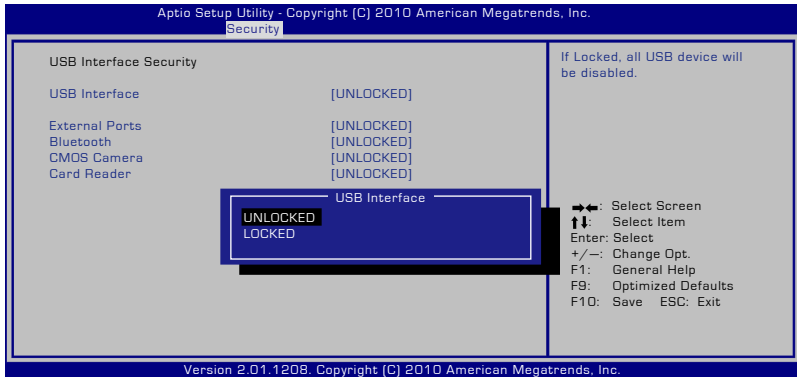 Aptio Setup Utility - Copyright (C) 2010 American Megatrends, Inc.
Security
USB Interface Security
USB Interface [UNLOCKED]
External Ports [UNLOCKED]
Bluetooth [UNLOCKED]
CMOS Camera [UNLOCKED]
Card Reader [UNLOCKED]
USB Interface
UNLOCKED
LOCKED
If Locked, all USB device will
be disabled.
→←: Select Screen
↑↓: Select Item
Enter: Select
+/—: Change Opt.
F1: General Help
F9: Optimized Defaults
F10: Save ESC: Exit
Version 2.01.1208. Copyright (C) 2010 American Megatrends, Inc.